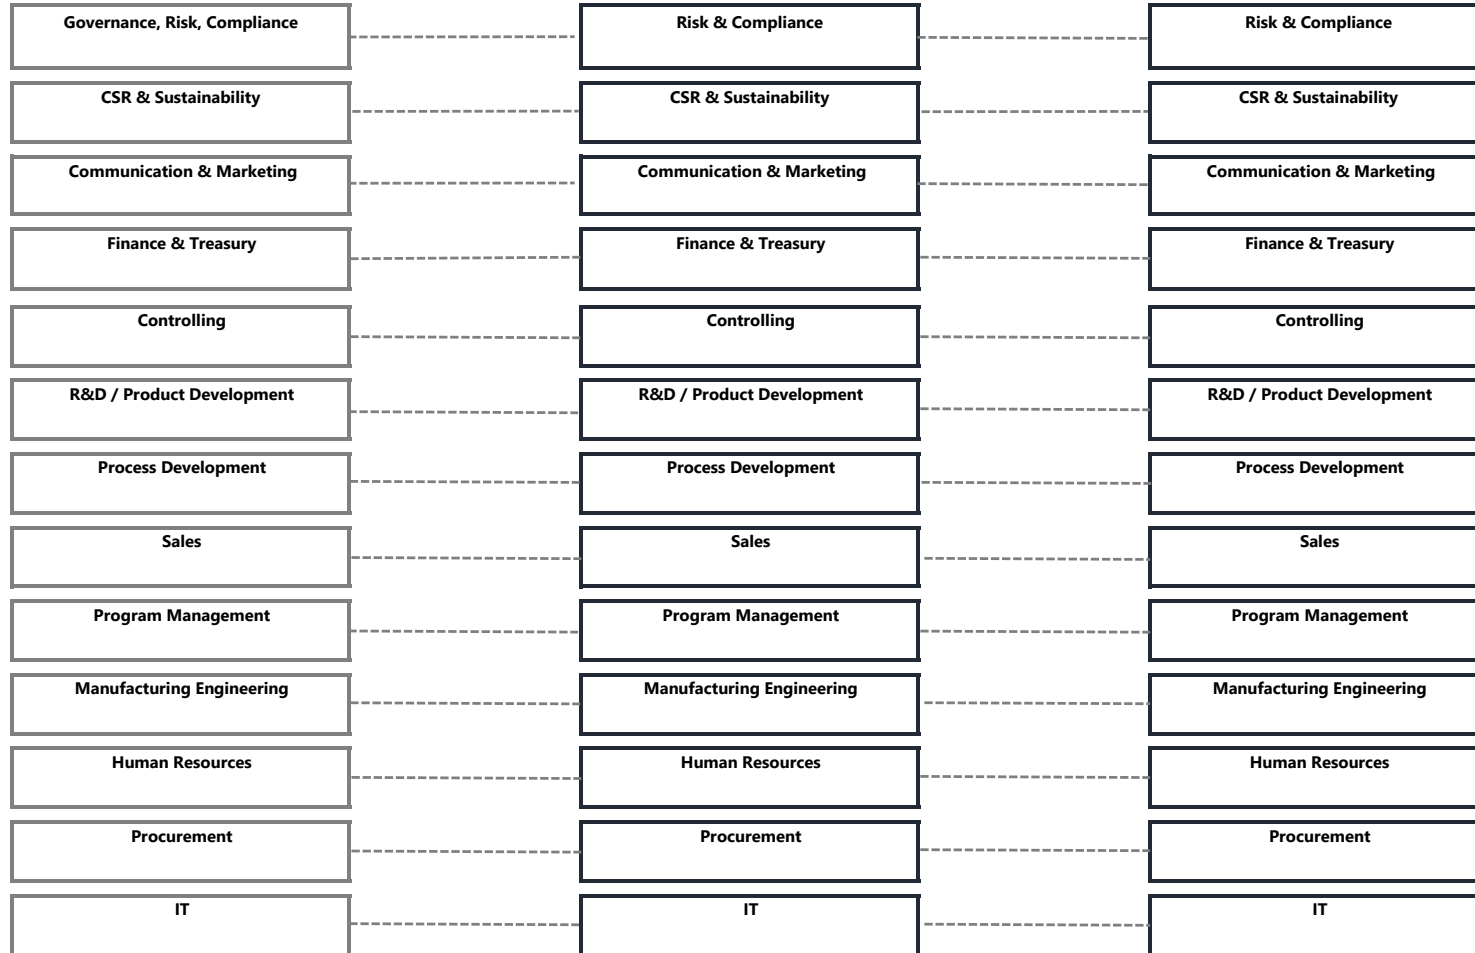 Governance, Risk, Compliance
Risk & Compliance
Risk & Compliance
CSR & Sustainability
CSR & Sustainability
CSR & Sustainability
Communication & Marketing
Communication & Marketing
Communication & Marketing
Finance & Treasury
Finance & Treasury
Finance & Treasury
Controlling
Controlling
Controlling
R&D / Product Development
R&D / Product Development
R&D / Product Development
Process Development
Process Development
Process Development
Sales
Sales
Sales
Program Management
Program Management
Program Management
Manufacturing Engineering
Manufacturing Engineering
Manufacturing Engineering
Human Resources
Human Resources
Human Resources
Procurement
Procurement
Procurement
IT
IT
IT